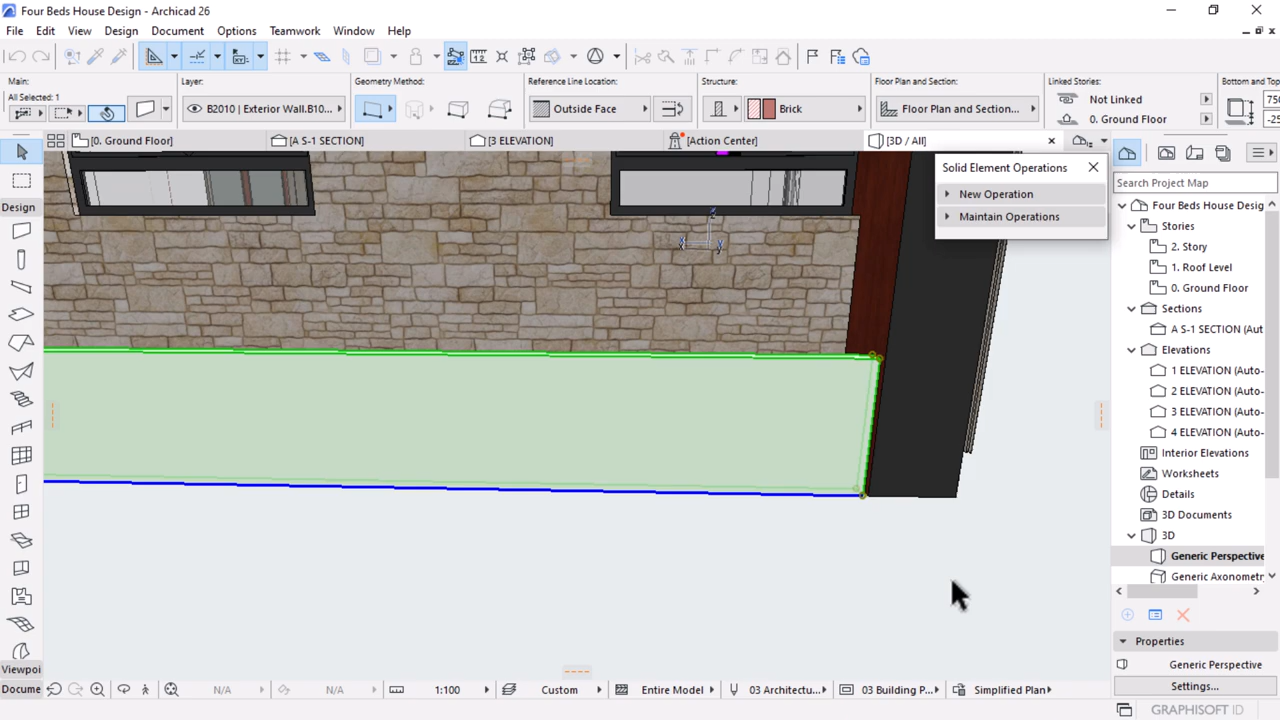 Four Beds House Design - Archicad 26
File Edit View Design Document Options Teamwork Window Help
Main:
All Selected: 1
Layer:
B2010 | Exterior Wall.B10...
Geometry Method:
Reference Line Location:
Outside Face
Structure:
Brick
Floor Plan and Section:
Floor Plan and Section...
Linked Stories:
Not Linked
0. Ground Floor
Bottom and Top
750
-25
[0. Ground Floor]
[A S-1 SECTION]
[3 ELEVATION]
[Action Center]
[3D / All]
Design
Solid Element Operations
New Operation
Maintain Operations
Search Project Map
Four Beds House Desig
Stories
2. Story
1. Roof Level
0. Ground Floor
Sections
A S-1 SECTION (Aut
Elevations
1 ELEVATION (Auto-
2 ELEVATION (Auto-
3 ELEVATION (Auto-
4 ELEVATION (Auto-
Interior Elevations
Worksheets
Details
3D Documents
3D
Generic Perspective
Generic Axonometr
Properties
Generic Perspective
Settings...
Viewpoi
Docume
N/A
N/A
1:100
Custom
Entire Model
03 Architectu...
03 Building P...
Simplified Plan
GRAPHISOFT ID